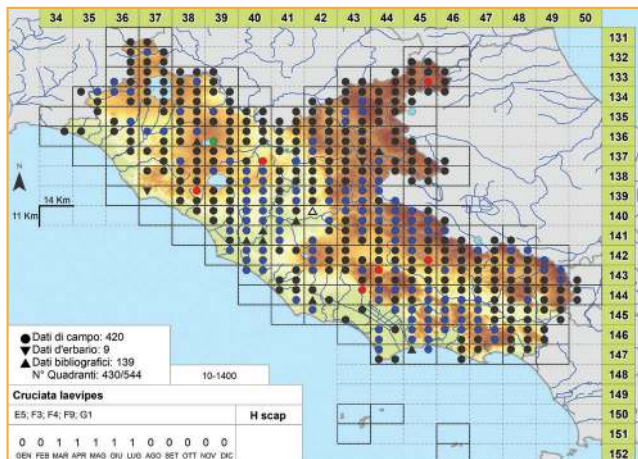 34 35 36 37 38 39 40 41 42 43 44 45 46 47 48 49 50
131
132
133
134
135
136
137
138
139
N
14 Km
140
11 Km
141
142
143
144
145
Dati di campo: 420
146
Dati d'erbario: 9
147
Dati bibliografici: 139
N° Quadranti: 430/544
10-1400
148
149
Cruciata laevipes
150
E5; F3; F4; F9; G1
H scap
151
0 0 1 1 1 1 1 0 0 0 0 0
GEN FEB MAR APR MAG GIU LUG AGO SET OTT NOV DIC
152